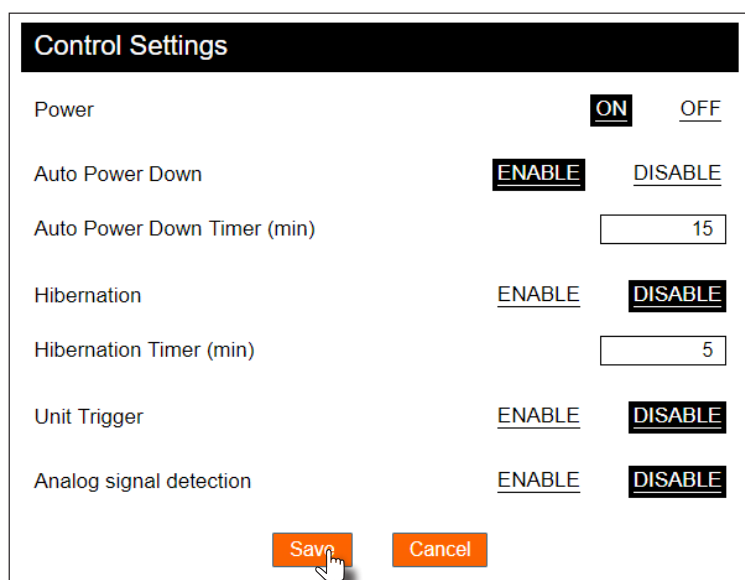 Control Settings
Power ON OFF
Auto Power Down ENABLE DISABLE
Auto Power Down Timer (min) 15
Hibernation ENABLE DISABLE
Hibernation Timer (min) 5
Unit Trigger ENABLE DISABLE
Analog signal detection ENABLE DISABLE
Save Cancel